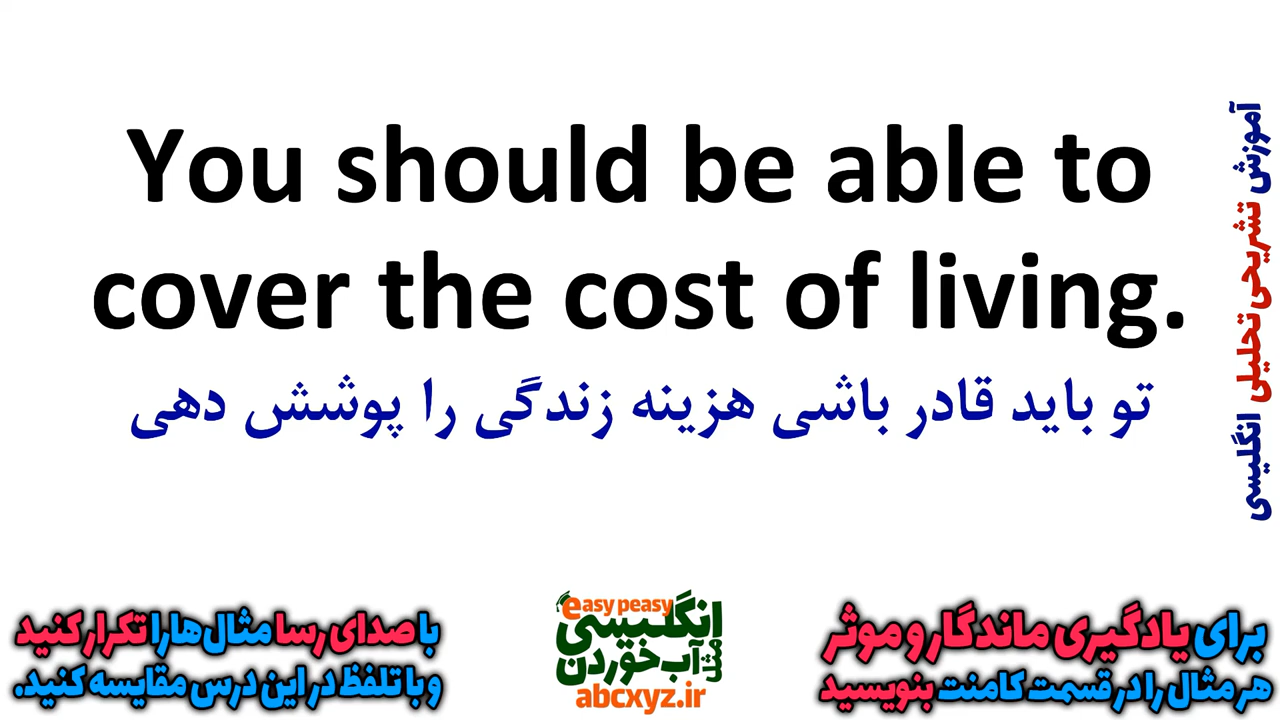 You should be able to
cover the cost of living.
تو باید قادر باشی هزینه زندگی را پوشش دهی
آموزش تشریحی تحلیلی انگلیسی
برای یادگیری ماندگار و موثر
هر مثال را در قسمت کامنت بنویسید
easy peasy
انگلیسی
مثل آب خوردن
abcxyz.ir
با صدای رسا مثال‌ها را تکرار کنید
و با تلفظ در این درس مقایسه کنید.